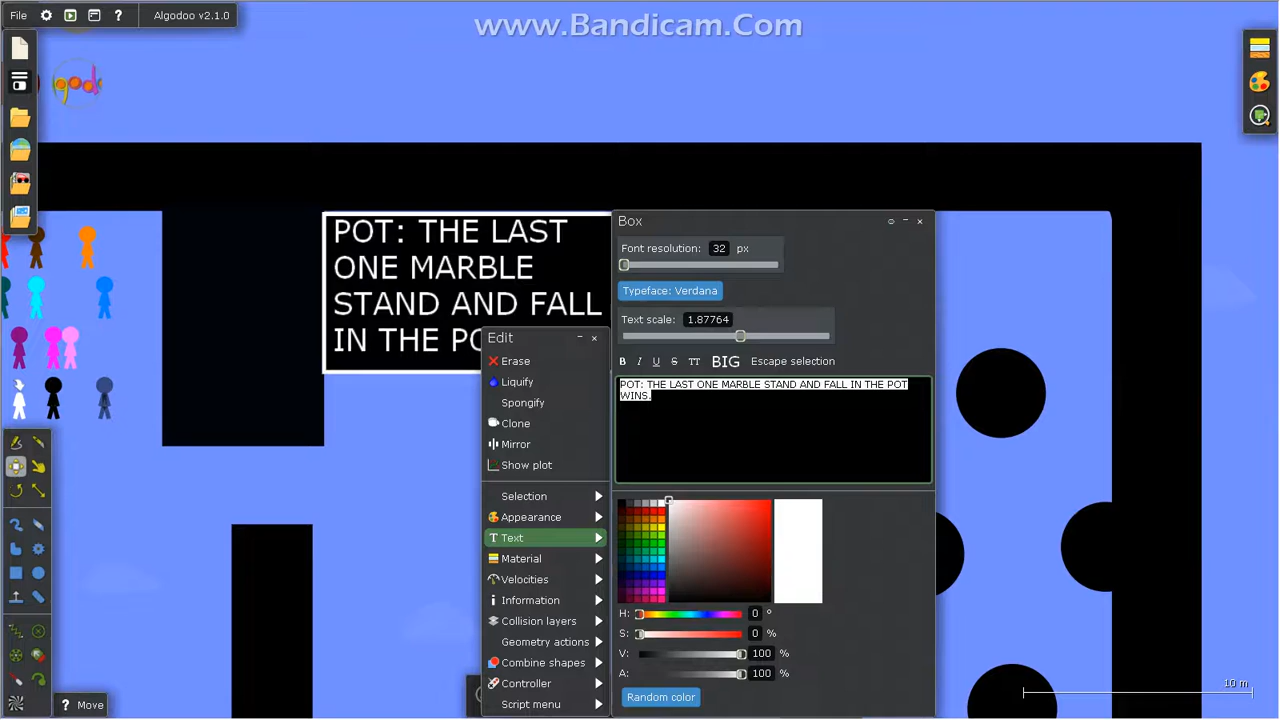 www.Bandicam.Com
File ? Algodoo v2.1.0
POT: THE LAST
ONE MARBLE
STAND AND FALL
IN THE PO
Box
Font resolution: 32 px
Typeface: Verdana
Text scale: 1.87764
B I U S TT BIG Escape selection
POT: THE LAST ONE MARBLE STAND AND FALL IN THE POT
WINS.
Edit
Erase
Liquify
Spongify
Clone
Mirror
Show plot
Selection
Appearance
T Text
Material
Velocities
Information
Collision layers
Geometry actions
Combine shapes
Controller
Script menu
H: 0 °
S: 0 %
V: 100 %
A: 100 %
Random color
? Move
10 m